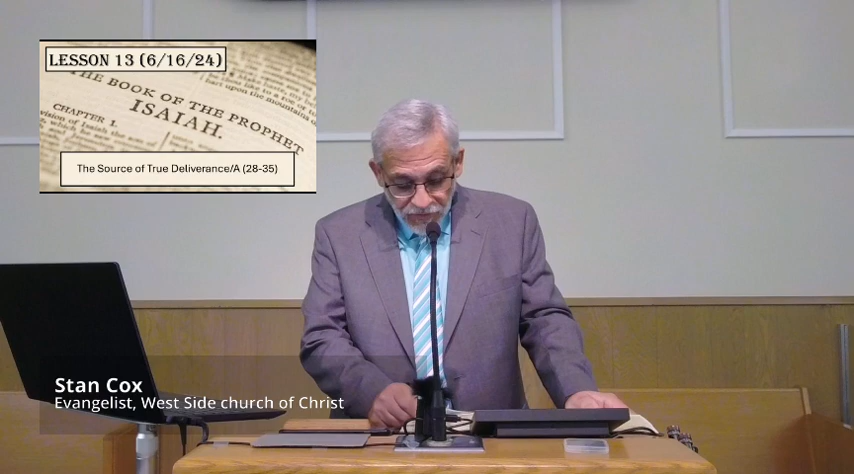 LESSON 13 (6/16/24)
THE BOOK OF THE PROPHET
ISAIAH.
CHAPTER 1.
The Source of True Deliverance/A (28-35)
Stan Cox
Evangelist, West Side church of Christ